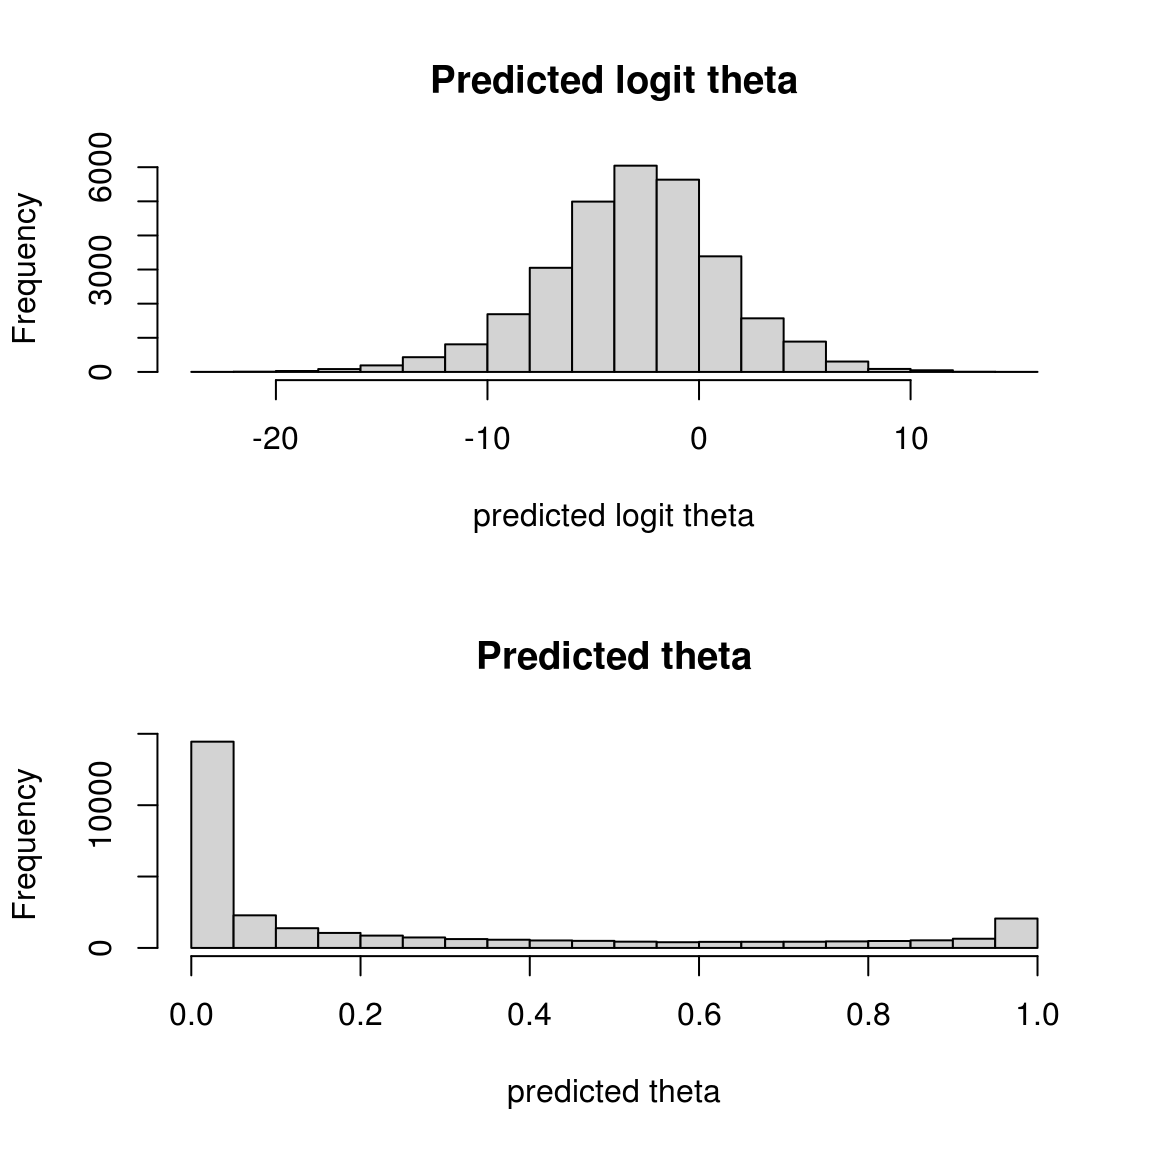 Predicted logit theta
Frequency
6000
3000
0
-20 -10 0 10
predicted logit theta
Predicted theta
Frequency
10000
0
0.0 0.2 0.4 0.6 0.8 1.0
predicted theta